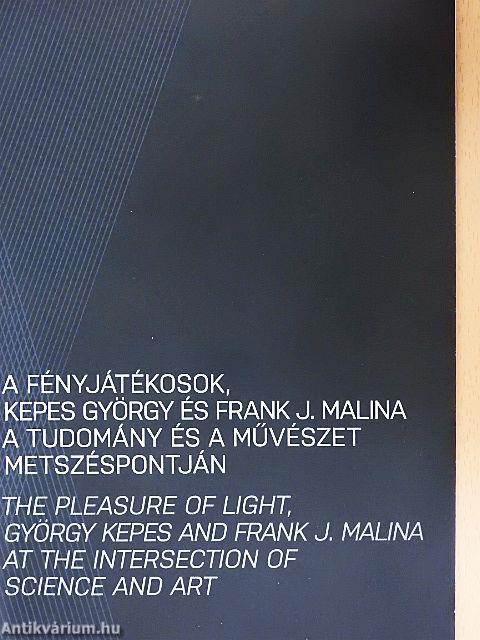 A FÉNYJÁTÉKOSOK,
KEPES GYÖRGY ÉS FRANK J. MALINA
A TUDOMÁNY ÉS A MŰVÉSZET
METSZÉSPONTJÁN
THE PLEASURE OF LIGHT,
GYÖRGY KEPES AND FRANK J. MALINA
AT THE INTERSECTION OF
SCIENCE AND ART
Antikvárium.hu